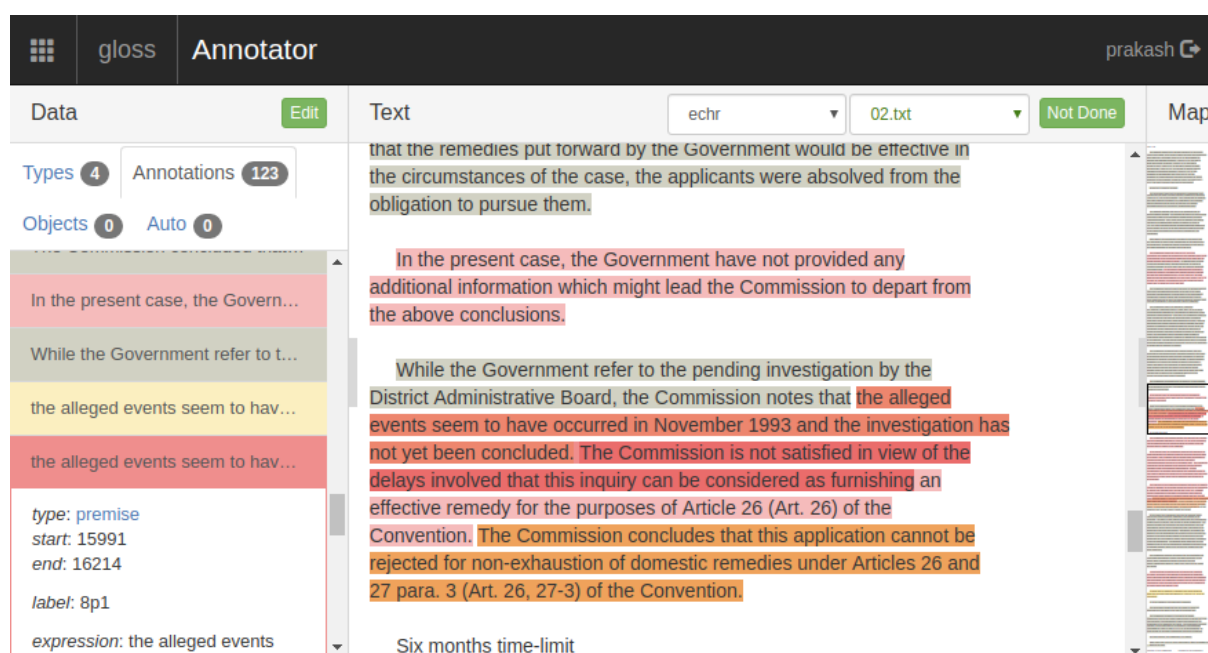 gloss Annotator prakash
Data Edit
Types 4 Annotations 123
Objects 0 Auto 0
In the present case, the Govern…
While the Government refer to t…
the alleged events seem to hav…
the alleged events seem to hav…
type: premise
start: 15991
end: 16214
label: 8p1
expression: the alleged events
Text echr 02.txt Not Done
that the remedies put forward by the Government would be effective in
the circumstances of the case, the applicants were absolved from the
obligation to pursue them.
In the present case, the Government have not provided any
additional information which might lead the Commission to depart from
the above conclusions.
While the Government refer to the pending investigation by the
District Administrative Board, the Commission notes that the alleged
events seem to have occurred in November 1993 and the investigation has
not yet been concluded. The Commission is not satisfied in view of the
delays involved that this inquiry can be considered as furnishing an
effective remedy for the purposes of Article 26 (Art. 26) of the
Convention. The Commission concludes that this application cannot be
rejected for non-exhaustion of domestic remedies under Articles 26 and
27 para. 3 (Art. 26, 27-3) of the Convention.
Six months time-limit
Map